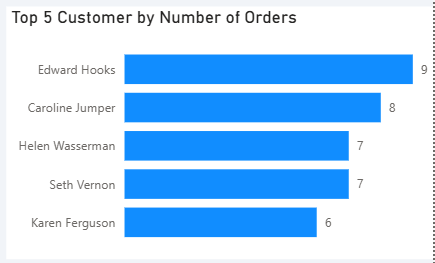 Top 5 Customer by Number of Orders
Edward Hooks 9
Caroline Jumper 8
Helen Wasserman 7
Seth Vernon 7
Karen Ferguson 6